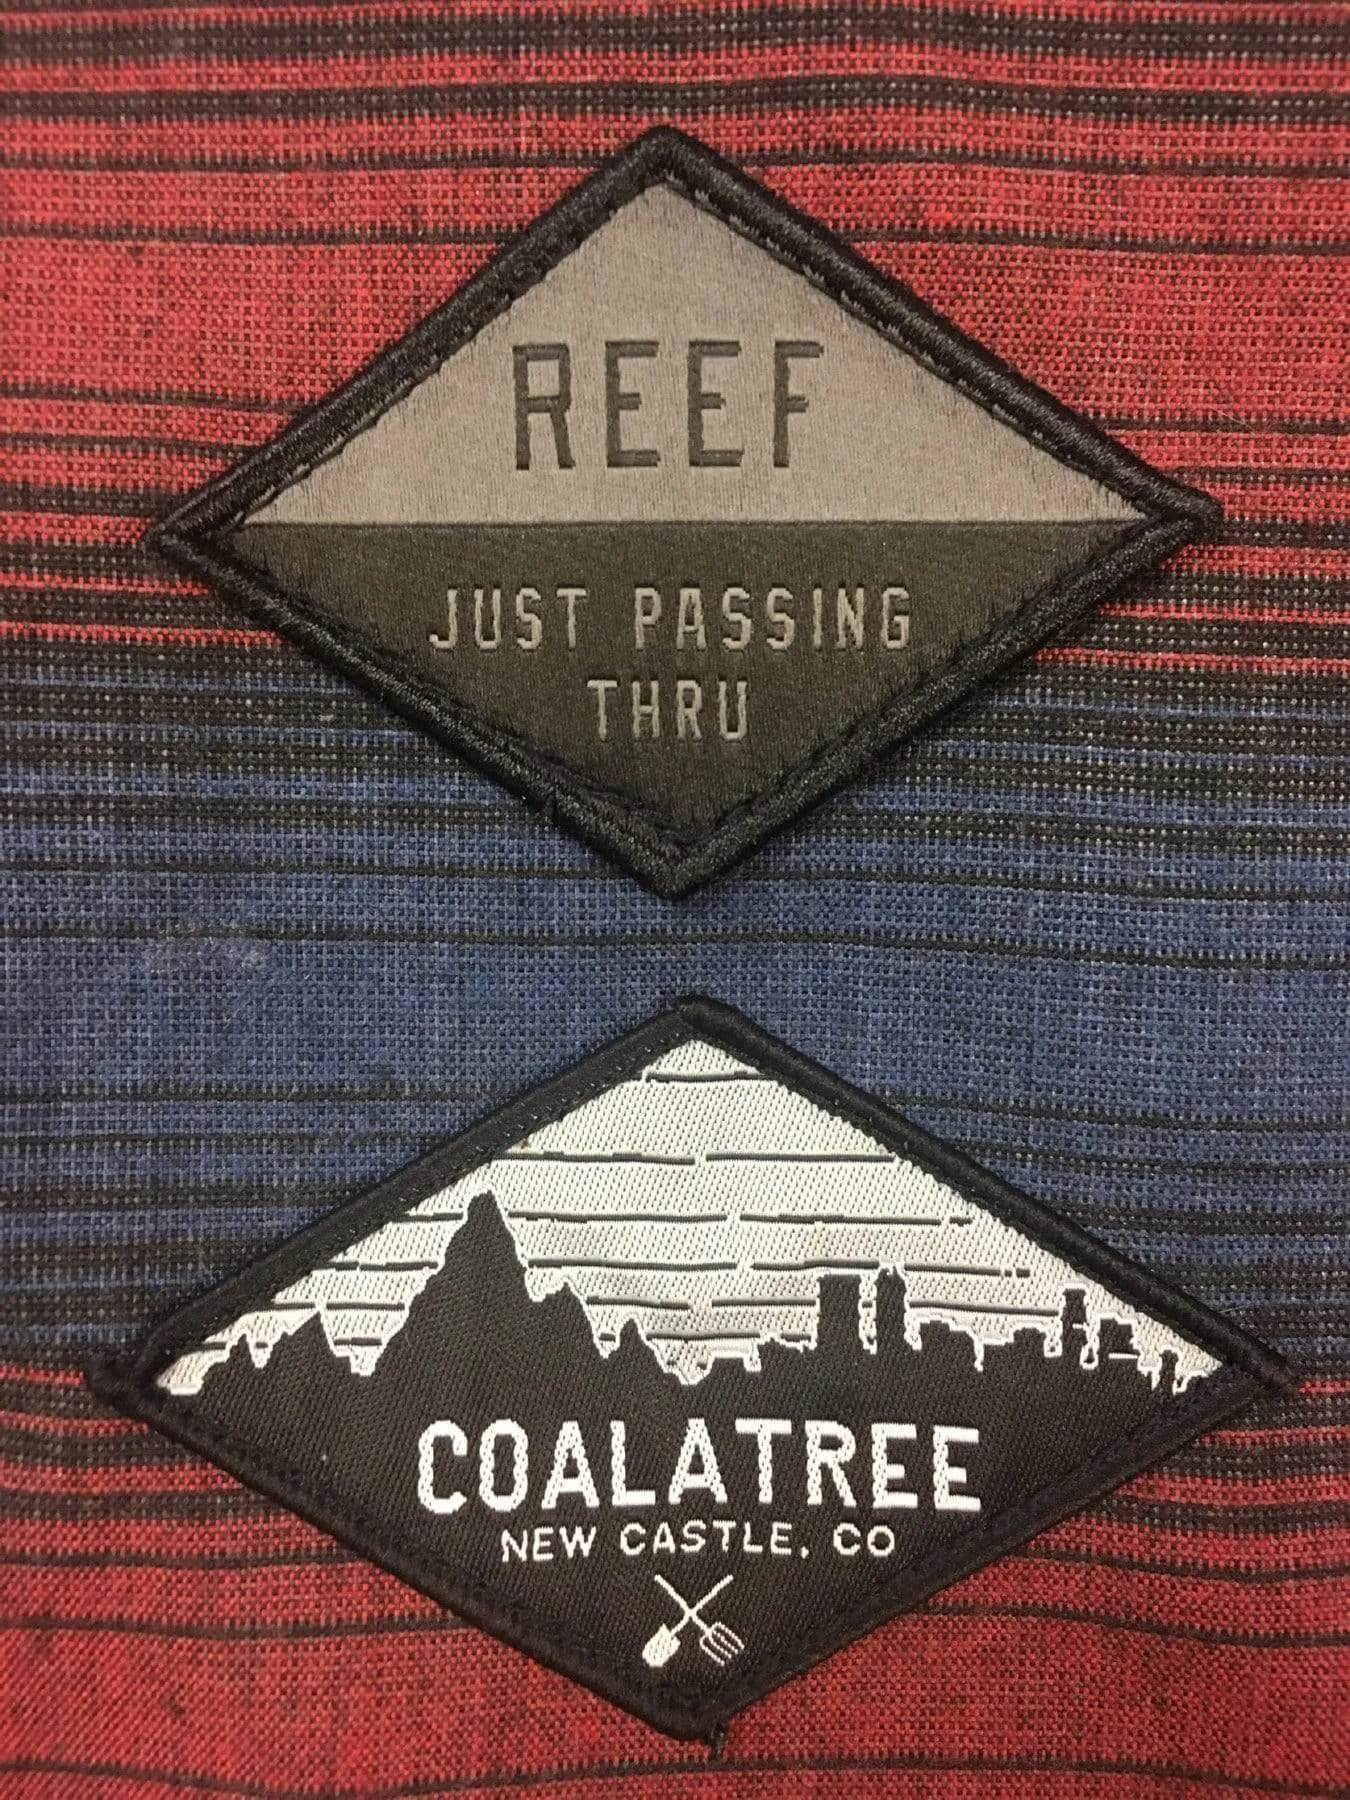 REEF
JUST PASSING
THRU
COALATREE
NEW CASTLE, CO